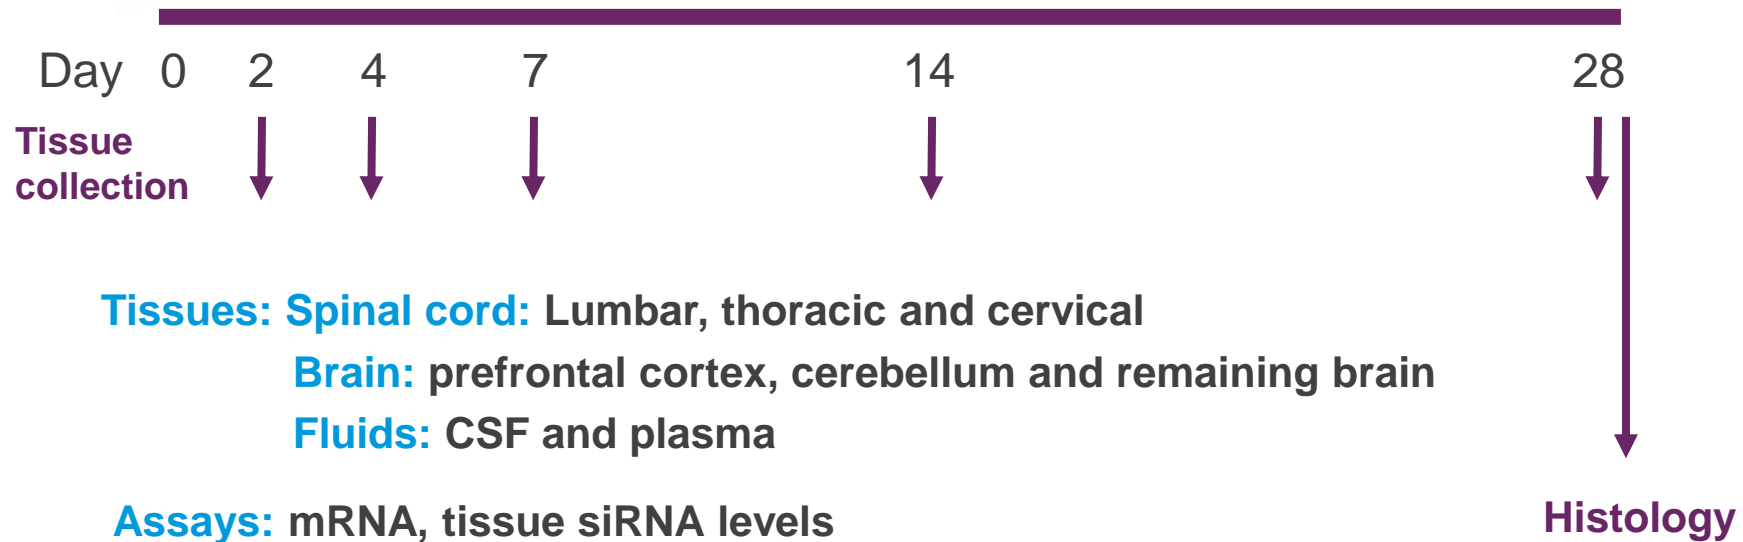 Day 0 2 4 7 14 28
Tissue
collection
Tissues: Spinal cord: Lumbar, thoracic and cervical
Brain: prefrontal cortex, cerebellum and remaining brain
Fluids: CSF and plasma
Assays: mRNA, tissue siRNA levels
Histology